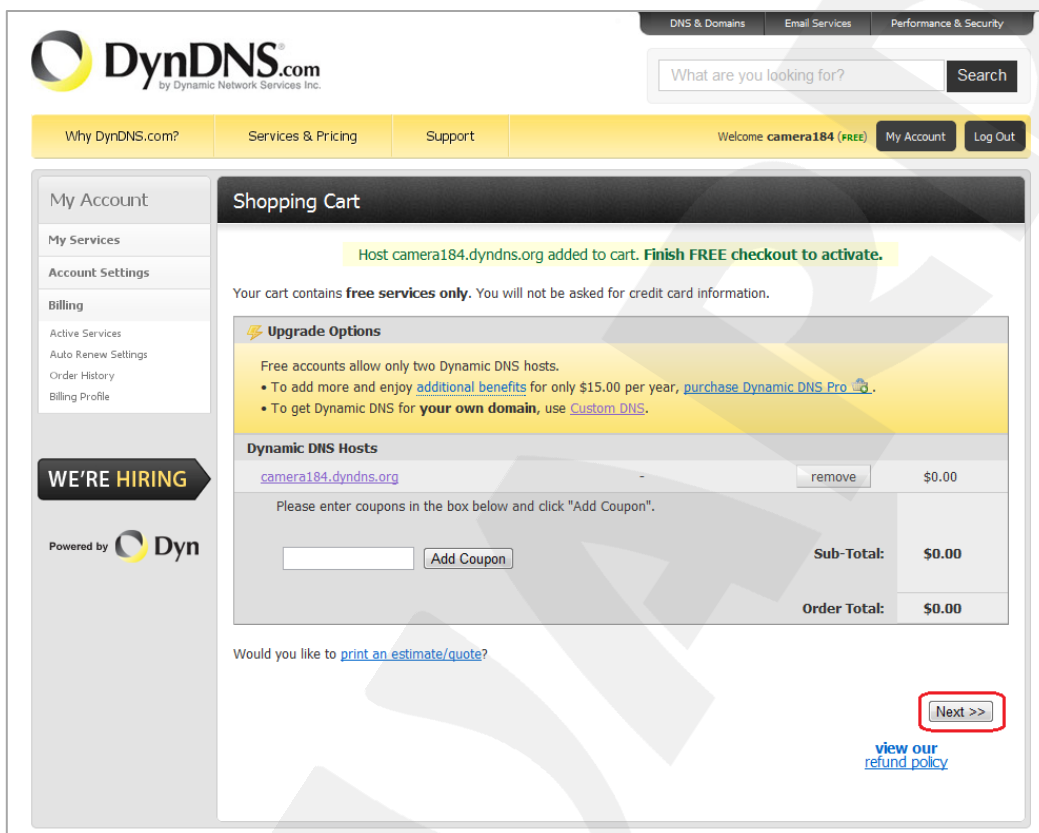 DNS & Domains Email Services Performance & Security
DynDNS.com
by Dynamic Network Services Inc.
What are you looking for? Search
Why DynDNS.com? Services & Pricing Support Welcome camera184 (FREE) My Account Log Out
My Account
My Services
Account Settings
Billing
Active Services
Auto Renew Settings
Order History
Billing Profile
WE'RE HIRING
Powered by Dyn
Shopping Cart
Host camera184.dyndns.org added to cart. Finish FREE checkout to activate.
Your cart contains free services only. You will not be asked for credit card information.
Upgrade Options
Free accounts allow only two Dynamic DNS hosts.
• To add more and enjoy additional benefits for only $15.00 per year, purchase Dynamic DNS Pro .
• To get Dynamic DNS for your own domain, use Custom DNS.
Dynamic DNS Hosts
camera184.dyndns.org - remove $0.00
Please enter coupons in the box below and click "Add Coupon".
Add Coupon Sub-Total: $0.00
Order Total: $0.00
Would you like to print an estimate/quote?
Next >>
view our
refund policy